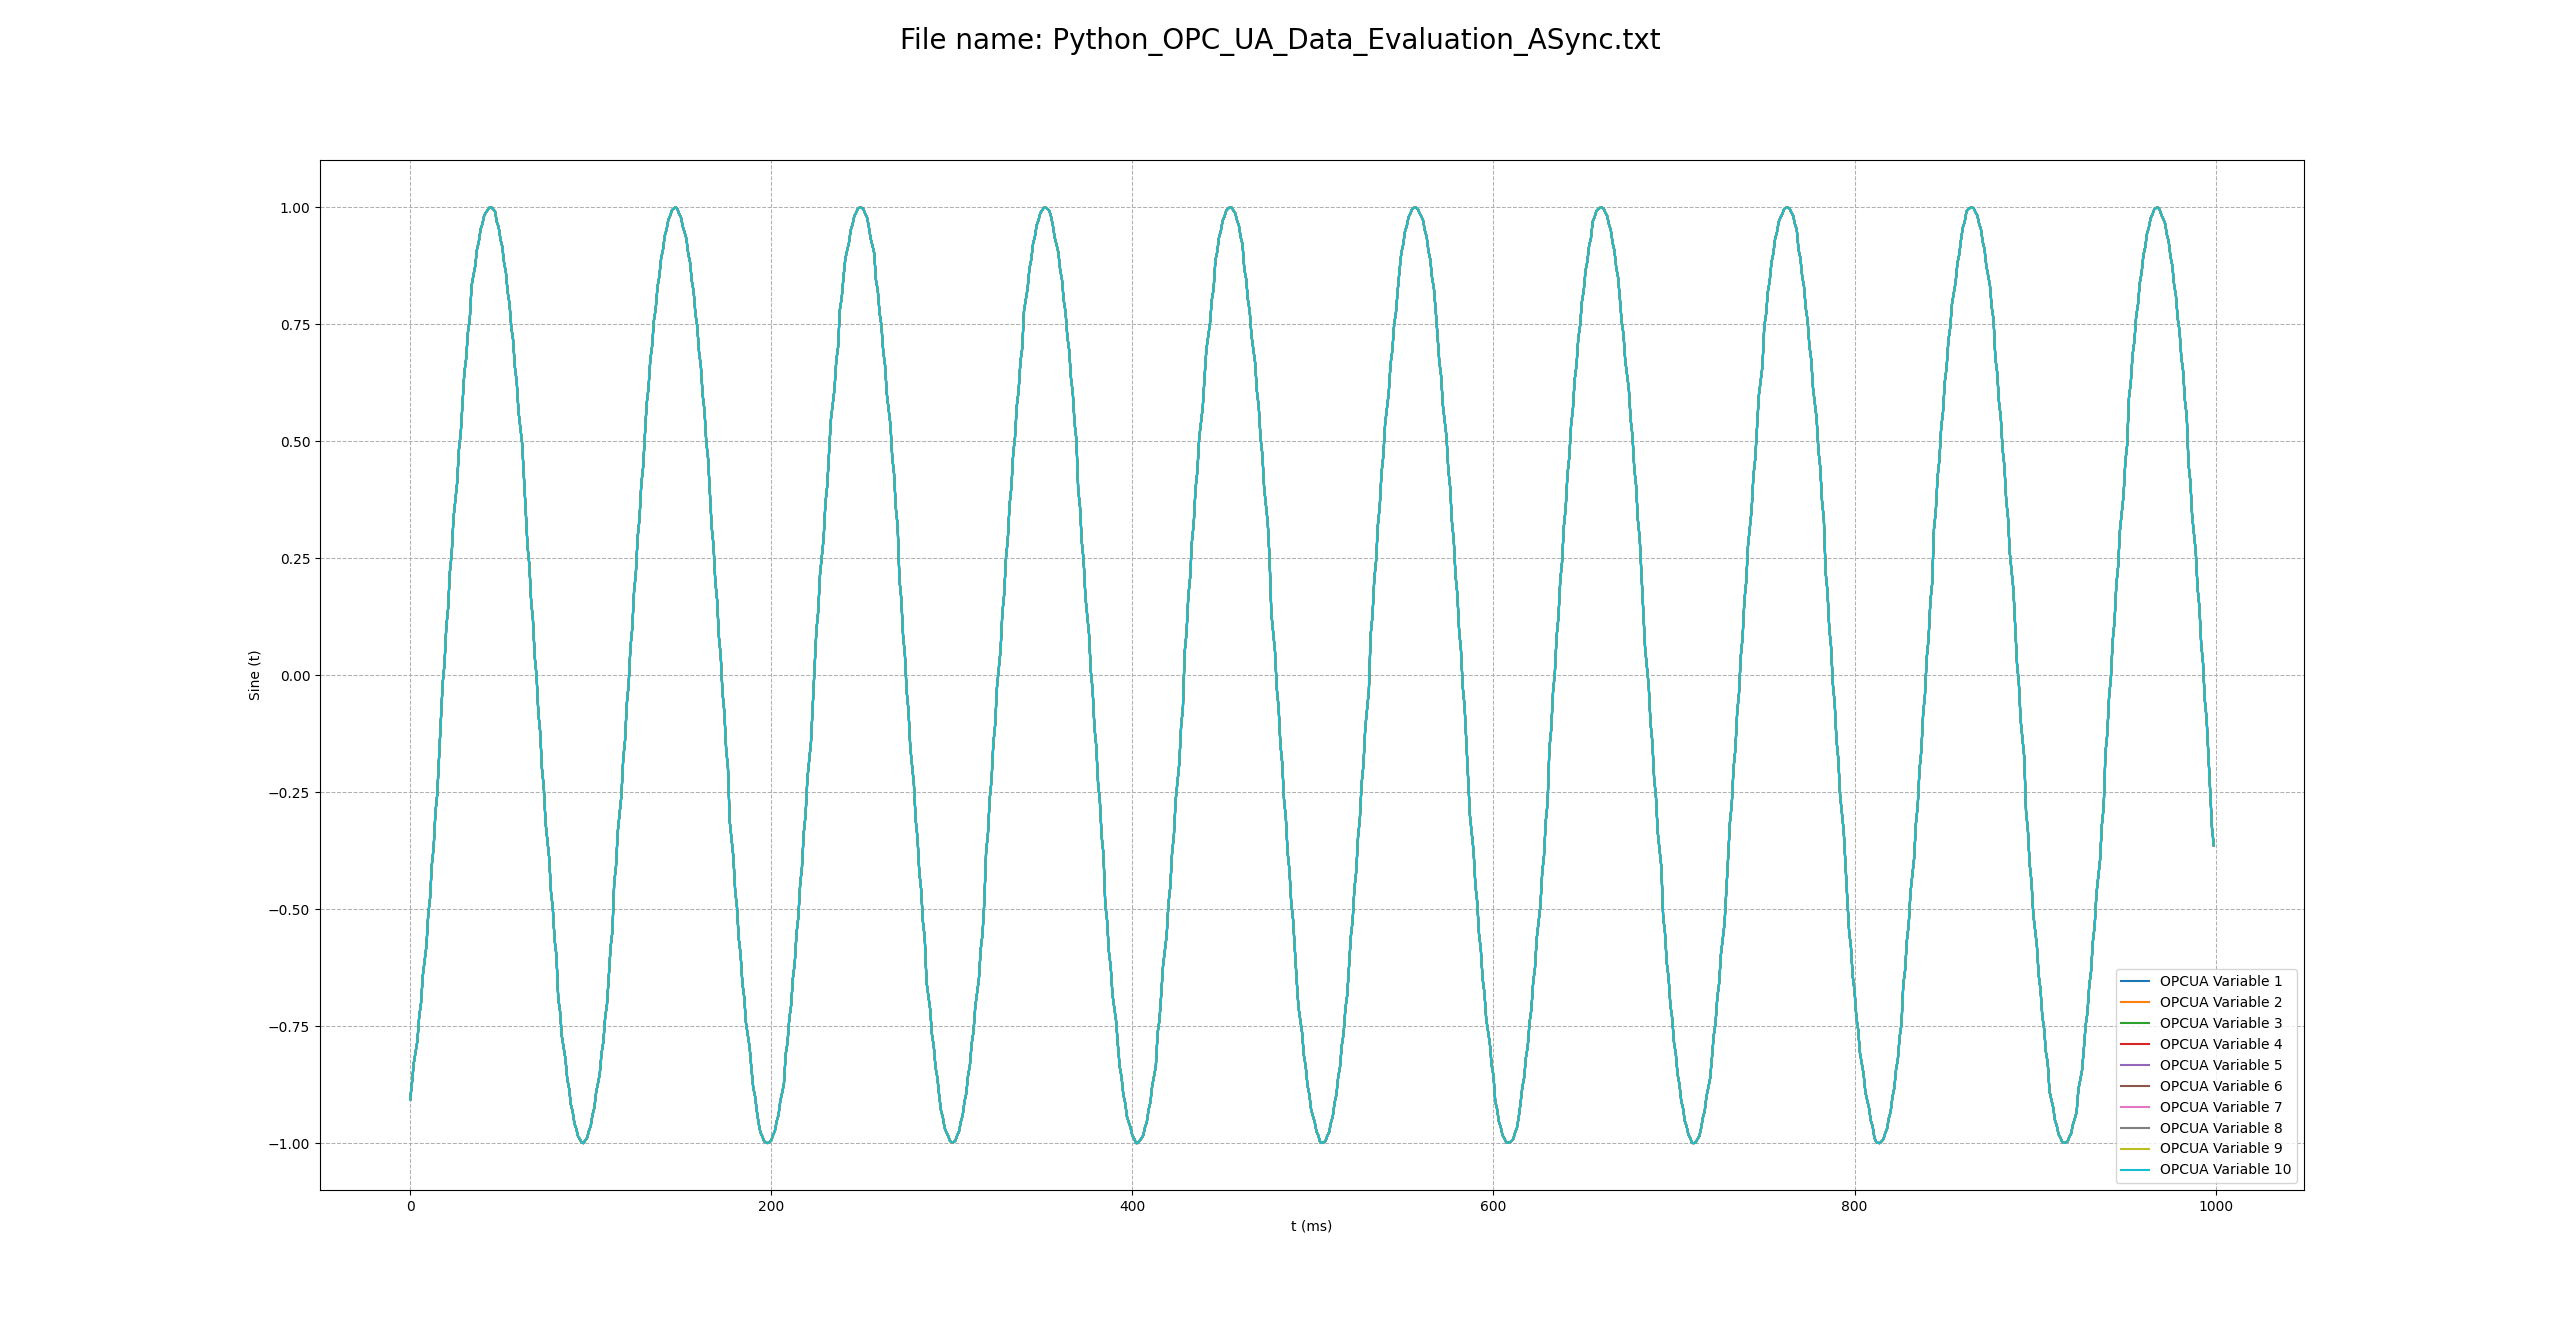 File name: Python_OPC_UA_Data_Evaluation_ASync.txt
1.00
0.75
0.50
0.25
0.00
−0.25
−0.50
−0.75
−1.00
Sine (t)
OPCUA Variable 1
OPCUA Variable 2
OPCUA Variable 3
OPCUA Variable 4
OPCUA Variable 5
OPCUA Variable 6
OPCUA Variable 7
OPCUA Variable 8
OPCUA Variable 9
OPCUA Variable 10
0 200 400 600 800 1000
t (ms)